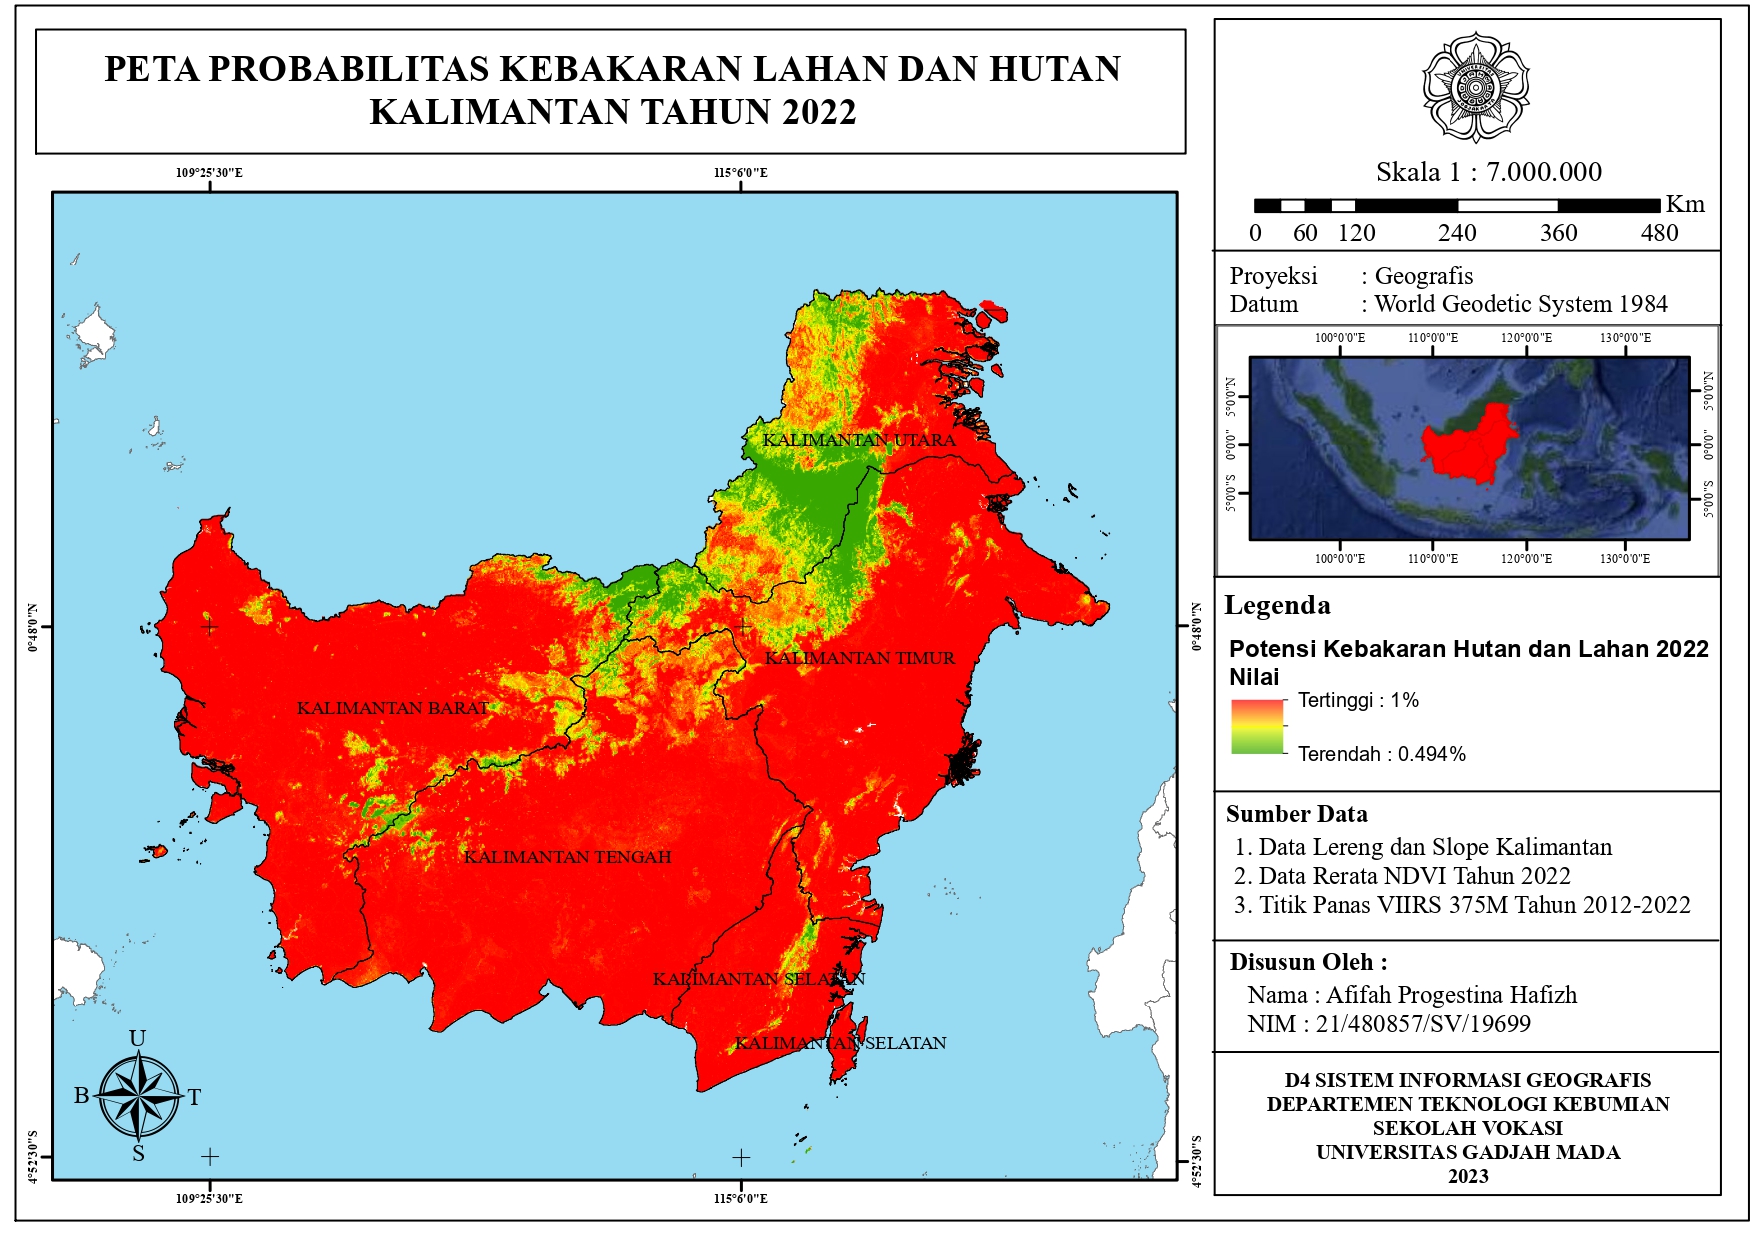 PETA PROBABILITAS KEBAKARAN LAHAN DAN HUTAN
KALIMANTAN TAHUN 2022
109°25'30"E
115°6'0"E
0°48'0"N
0°48'0"N
4°52'30"S
4°52'30"S
KALIMANTAN UTARA
KALIMANTAN TIMUR
KALIMANTAN BARAT
KALIMANTAN TENGAH
KALIMANTAN SELATAN
KALIMANTAN SELATAN
U
B
T
S
109°25'30"E
115°6'0"E
Skala 1 : 7.000.000
Km
0 60 120 240 360 480
Proyeksi : Geografis
Datum : World Geodetic System 1984
100°0'0"E 110°0'0"E 120°0'0"E 130°0'0"E
5°0'0"N
0°0'0"
5°0'0"S
5°0'0"N
0°0'0"
5°0'0"S
100°0'0"E 110°0'0"E 120°0'0"E 130°0'0"E
Legenda
Potensi Kebakaran Hutan dan Lahan 2022
Nilai
Tertinggi : 1%
Terendah : 0.494%
Sumber Data
1. Data Lereng dan Slope Kalimantan
2. Data Rerata NDVI Tahun 2022
3. Titik Panas VIIRS 375M Tahun 2012-2022
Disusun Oleh :
Nama : Afifah Progestina Hafizh
NIM : 21/480857/SV/19699
D4 SISTEM INFORMASI GEOGRAFIS
DEPARTEMEN TEKNOLOGI KEBUMIAN
SEKOLAH VOKASI
UNIVERSITAS GADJAH MADA
2023